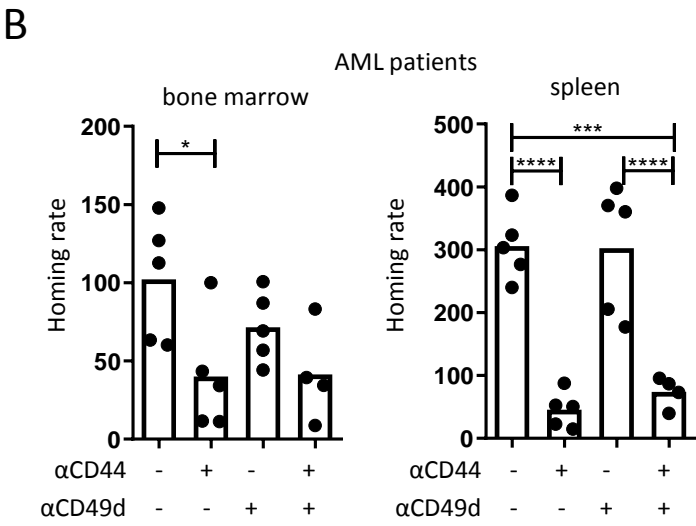 B
AML patients
bone marrow
200
150
100
50
0
Homing rate
*
αCD44 - + - +
αCD49d - - + +
spleen
500
400
300
200
100
0
Homing rate
***
**** ****
αCD44 - + - +
αCD49d - - + +